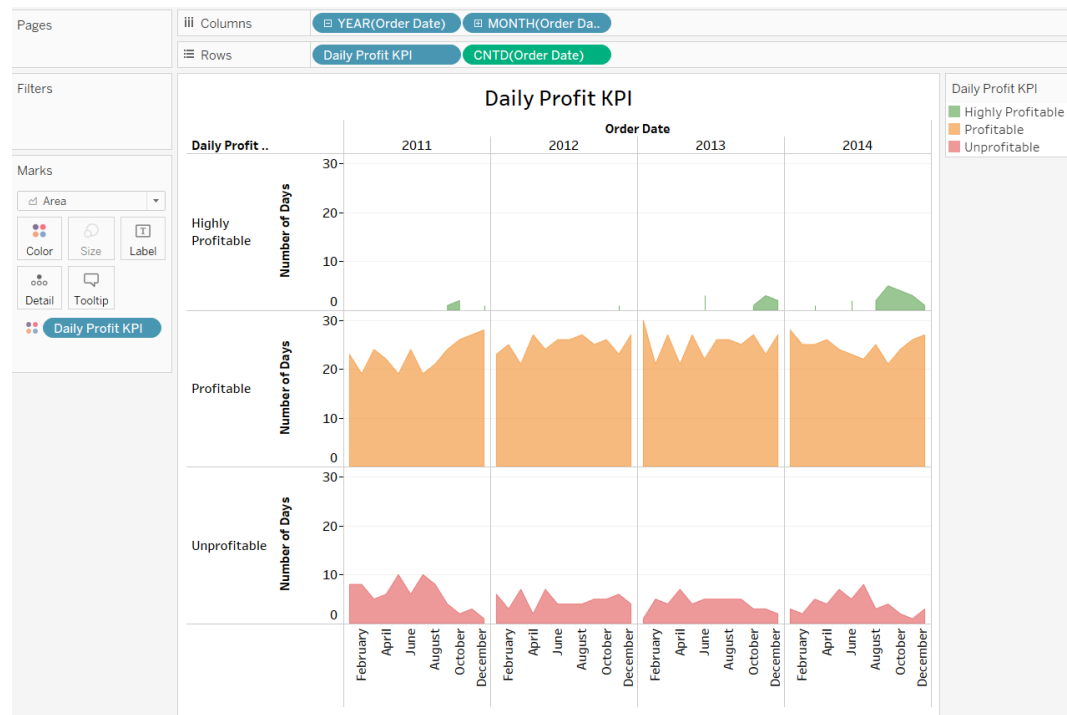 Pages
Columns
YEAR(Order Date)
MONTH(Order Da..
Rows
Daily Profit KPI
CNTD(Order Date)
Filters
Marks
Area
Color
Size
Label
Detail
Tooltip
Daily Profit KPI
Daily Profit KPI
Order Date
Daily Profit ..
2011
2012
2013
2014
Highly
Profitable
Number of Days
30
20
10
0
Profitable
Number of Days
30
20
10
0
Unprofitable
Number of Days
30
20
10
0
February
April
June
August
October
December
February
April
June
August
October
December
February
April
June
August
October
December
February
April
June
August
October
December
Daily Profit KPI
Highly Profitable
Profitable
Unprofitable